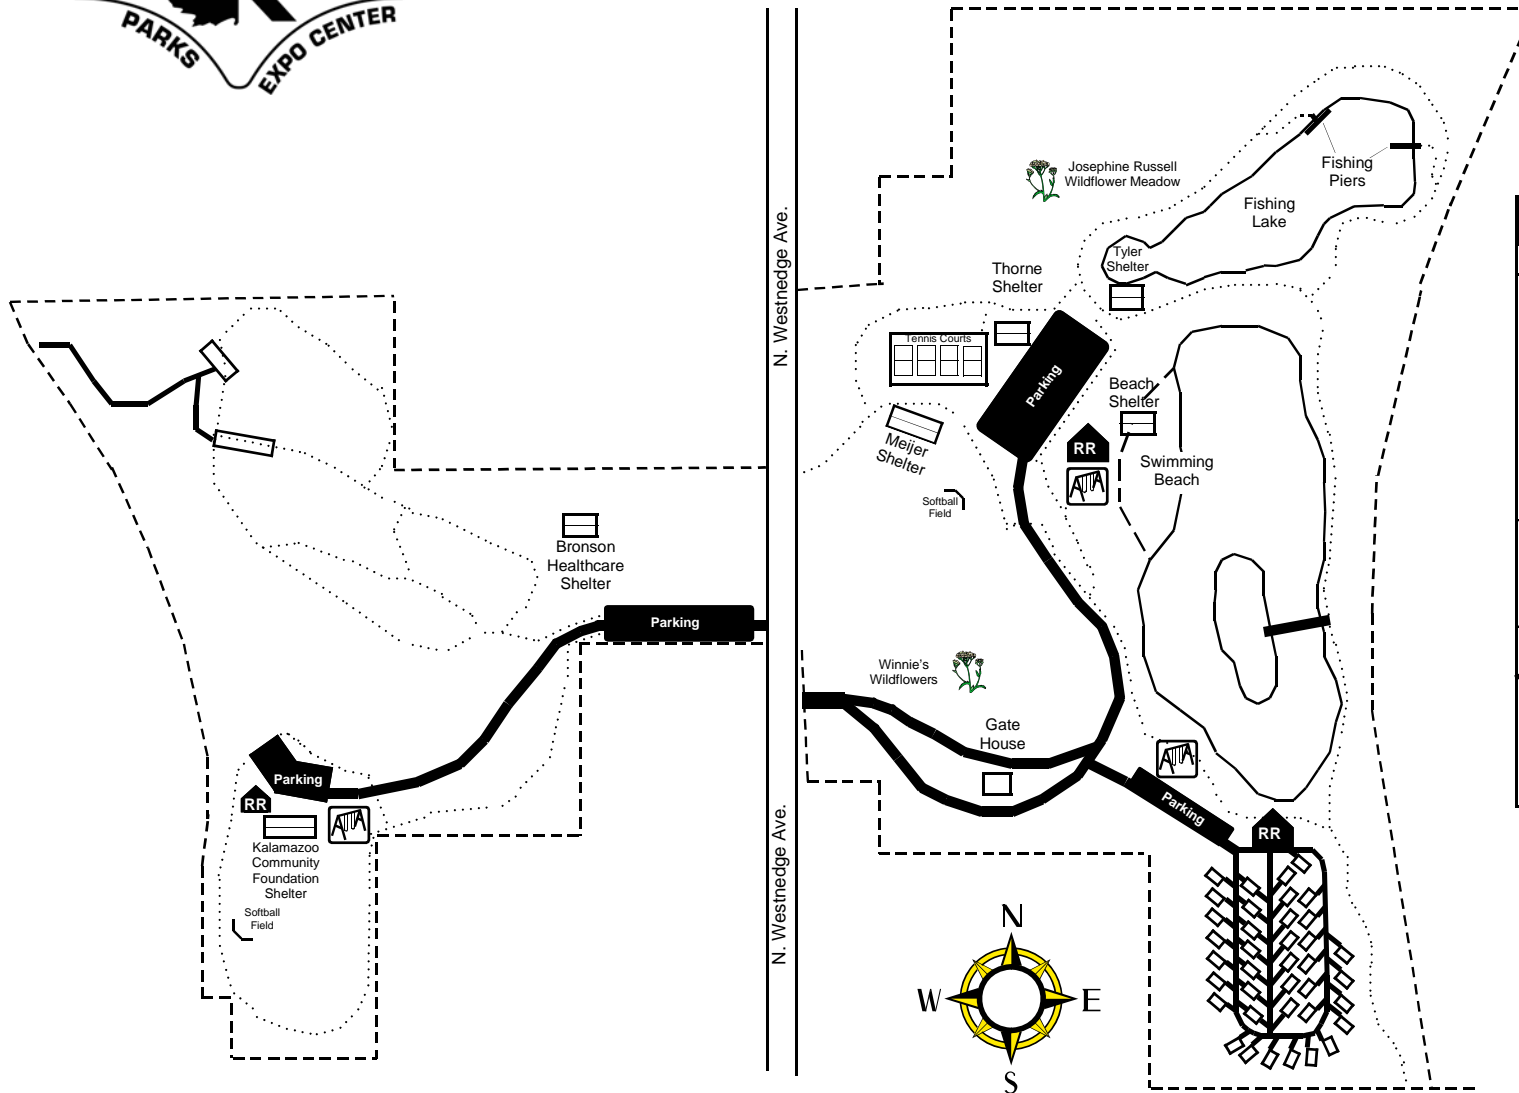 PARKS
EXPO CENTER
N. Westnedge Ave.
Josephine Russell
Wildflower Meadow
Fishing
Piers
Fishing
Lake
Tyler
Shelter
Thorne
Shelter
Tennis Courts
Parking
Beach
Shelter
Meijer
Shelter
RR
Swimming
Beach
Softball
Field
Bronson
Healthcare
Shelter
Parking
Winnie's
Wildflowers
Gate
House
Parking
Parking
RR
RR
Kalamazoo
Community
Foundation
Shelter
Softball
Field
N. Westnedge Ave.
N
W
E
S